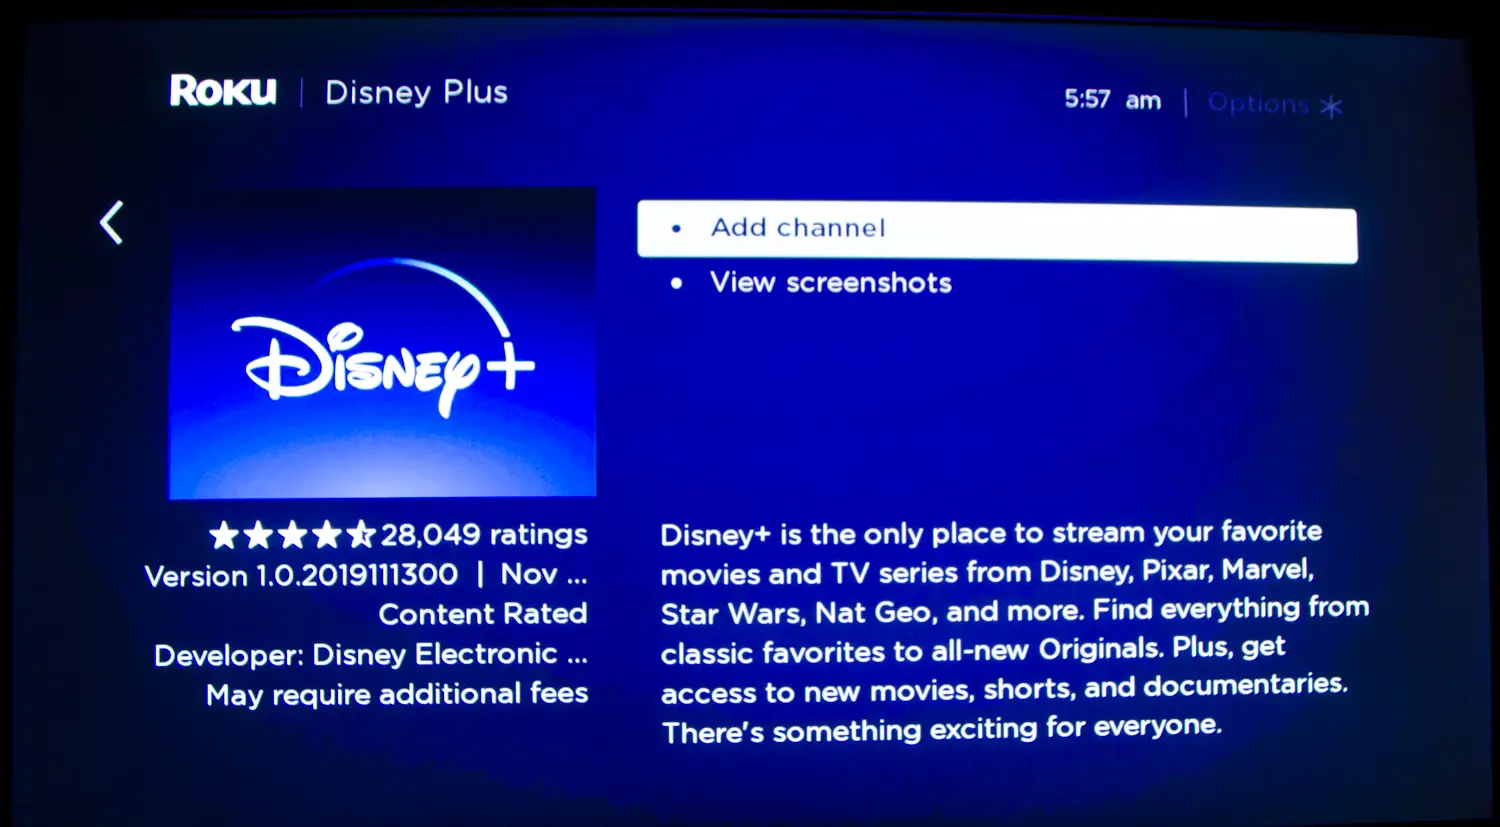 Roku | Disney Plus
5:57 am | Options *
• Add channel
• View screenshots
Disney+
28,049 ratings
Version 1.0.2019111300 | Nov ...
Content Rated
Developer: Disney Electronic ...
May require additional fees
Disney+ is the only place to stream your favorite
movies and TV series from Disney, Pixar, Marvel,
Star Wars, Nat Geo, and more. Find everything from
classic favorites to all-new Originals. Plus, get
access to new movies, shorts, and documentaries.
There's something exciting for everyone.